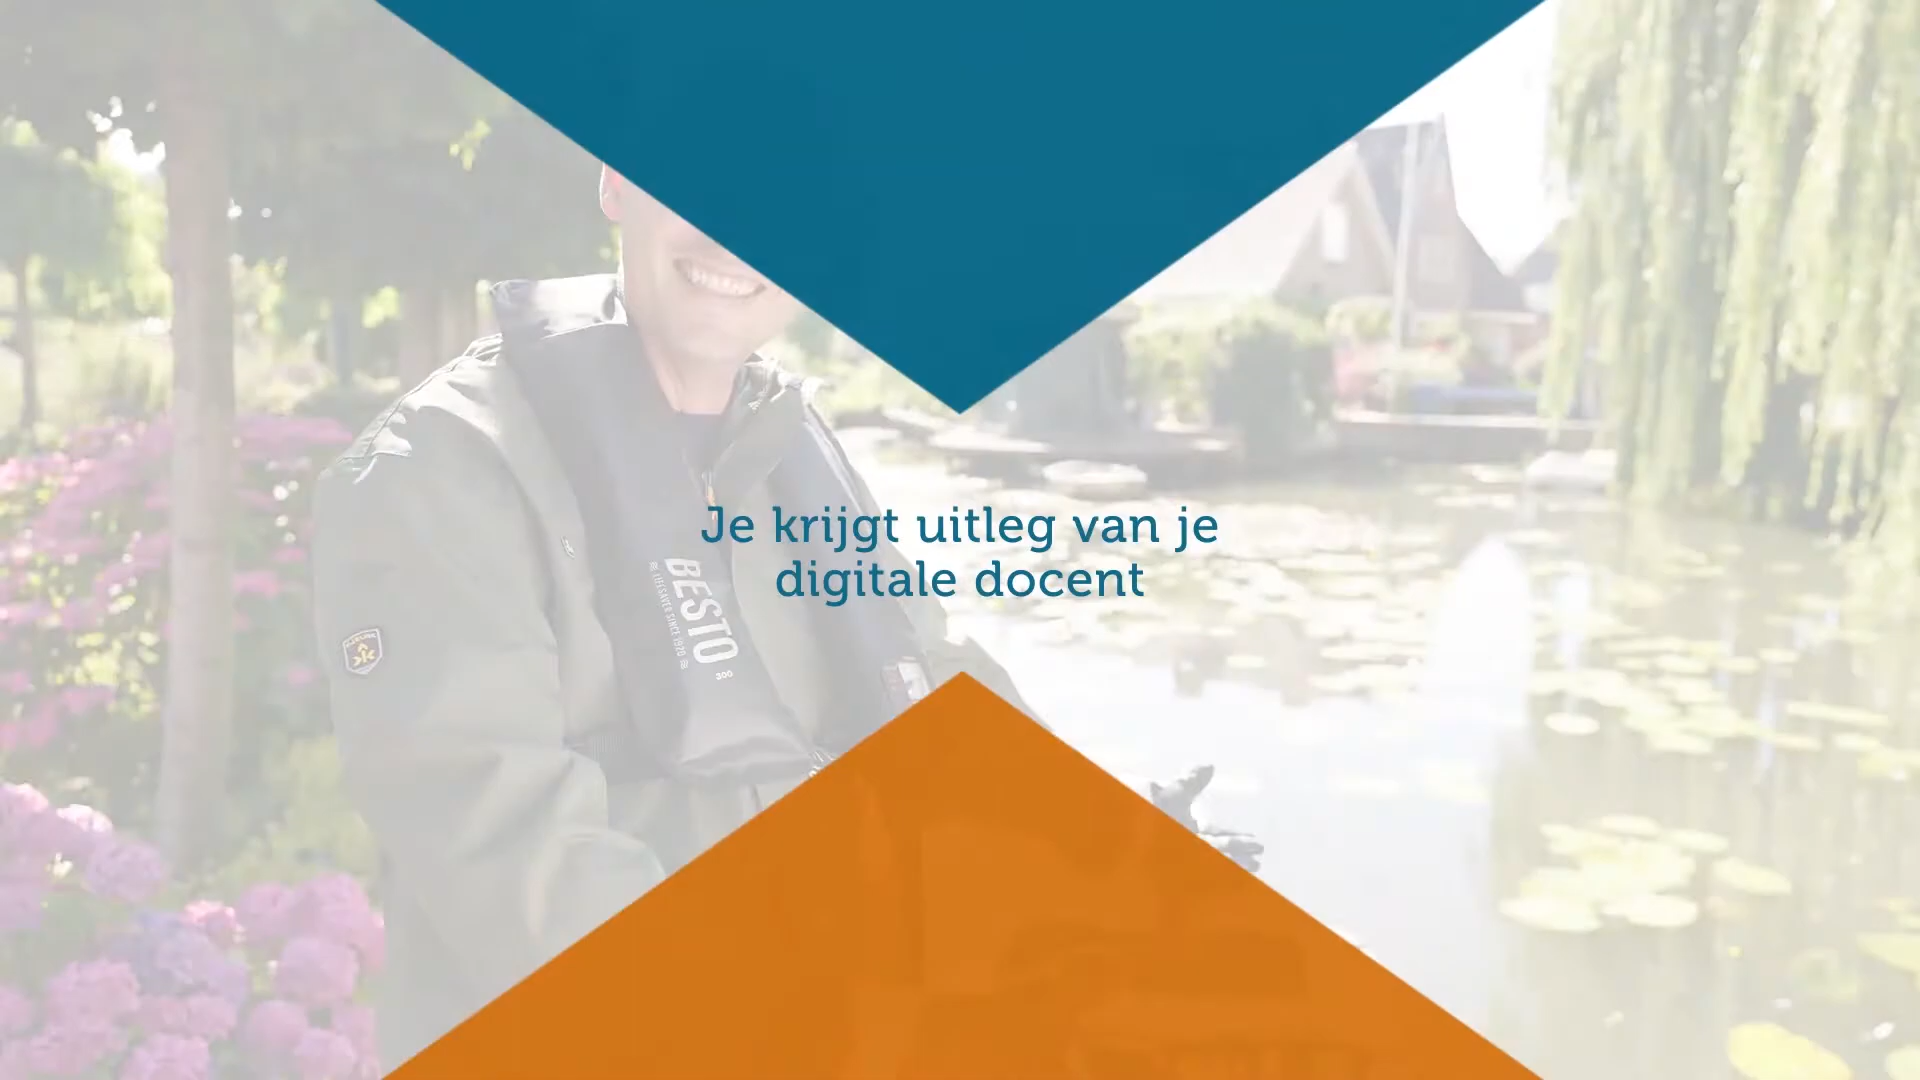 Je krijgt uitleg van je
digitale docent
BESTO
LIFESAVER SINCE 1920
300